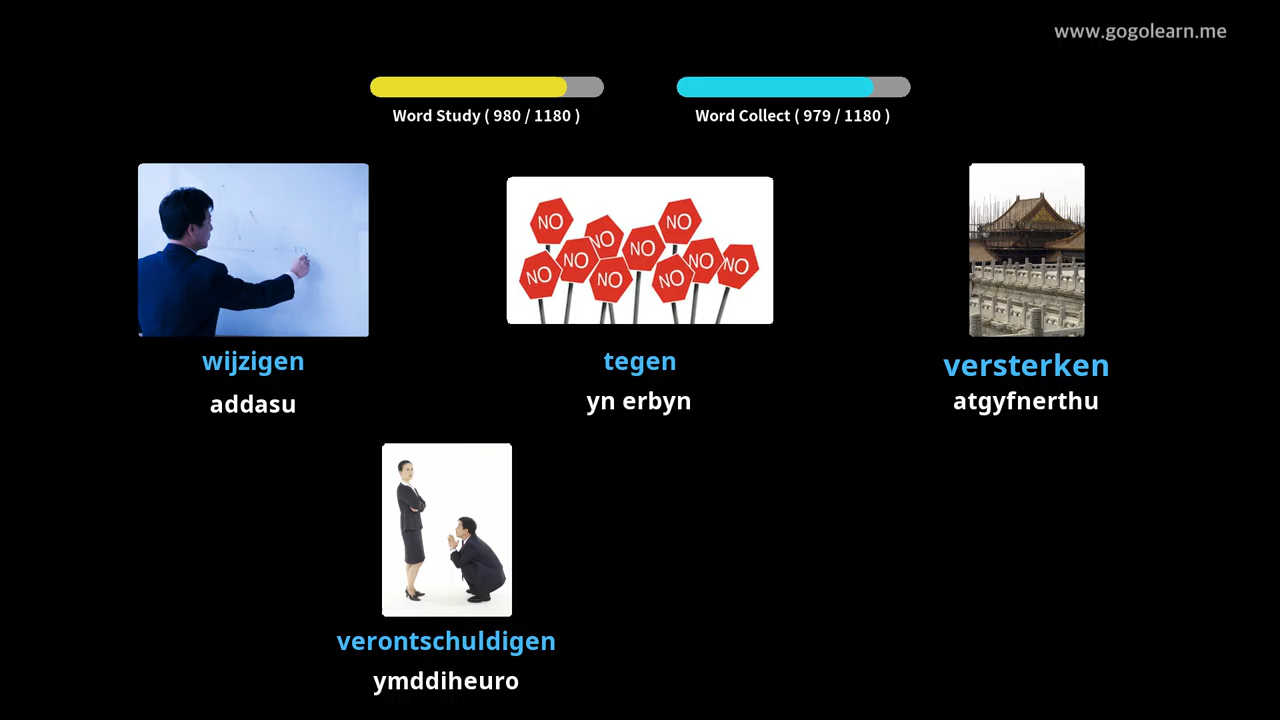 www.gogolearn.me
Word Study ( 980 / 1180 )
Word Collect ( 979 / 1180 )
NO
NO
NO
NO
NO
NO
NO
NO
NO
NO
wijzigen
tegen
versterken
addasu
yn erbyn
atgyfnerthu
verontschuldigen
ymddiheuro